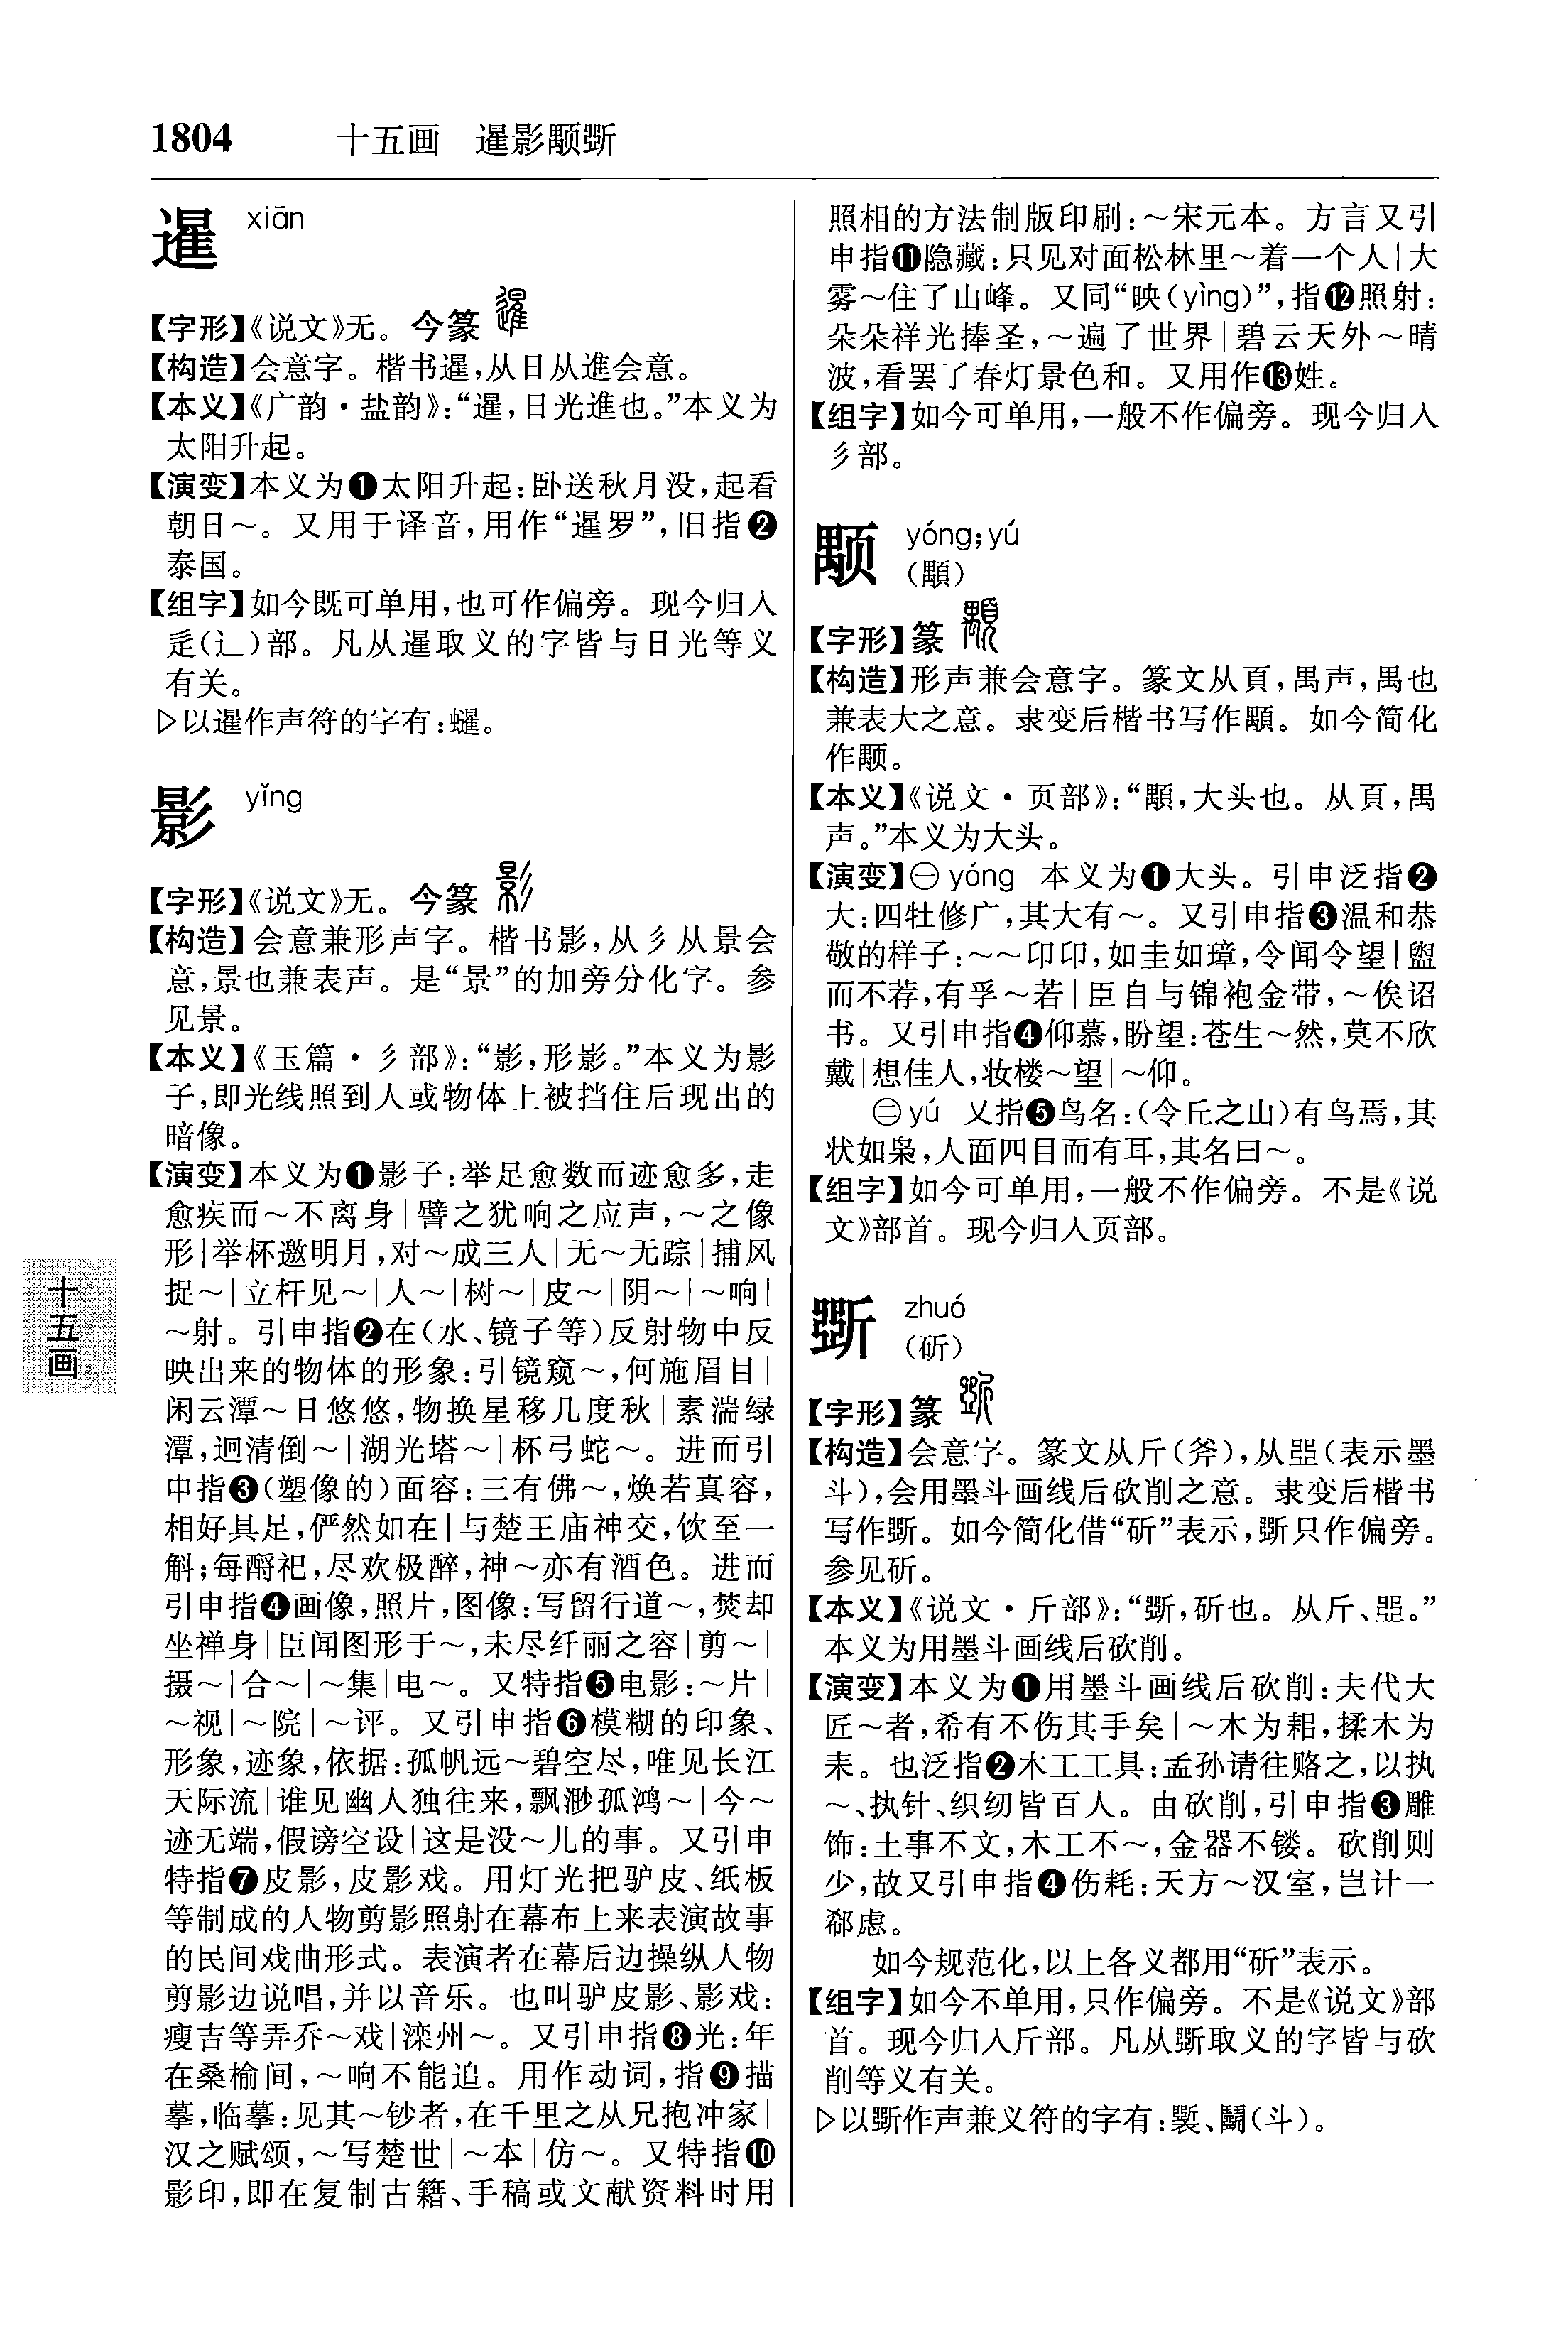 1804 十五画 暹影颙斲
暹 xiān
【字形】《说文》无。今篆
【构造】会意字。楷书暹,从日从進会意。
【本义】《广韵·盐韵》:“暹,日光進也。”本义为
太阳升起。
【演变】本义为❶太阳升起:卧送秋月没,起看
朝日~。又用于译音,用作“暹罗”,旧指❷
泰国。
【组字】如今既可单用,也可作偏旁。现今归入
辵(辶)部。凡从暹取义的字皆与日光等义
有关。
▷以暹作声符的字有:
影 yǐng
【字形】《说文》无。今篆
【构造】会意兼形声字。楷书影,从彡从景会
意,景也兼表声。是“景”的加旁分化字。参
见景。
【本义】《玉篇·彡部》:“影,形影。”本义为影
子,即光线照到人或物体上被挡住后现出的
暗像。
【演变】本义为❶影子:举足愈数而迹愈多,走
愈疾而~不离身|譬之犹响之应声,~之像
形|举杯邀明月,对~成三人|无~无踪|捕风
捉~|立杆见~|人~|树~|皮~|阴~|~响|
~射。引申指❷在(水、镜子等)反射物中反
映出来的物体的形象:引镜窥~,何施眉目|
闲云潭~日悠悠,物换星移几度秋|素湍绿
潭,迴清倒~|湖光塔~|杯弓蛇~。进而引
申指❸(塑像的)面容:三有佛~,焕若真容,
相好具足,俨然如在|与楚王庙神交,饮至一
斛;每酹祀,尽欢极醉,神~亦有酒色。进而
引申指❹画像,照片,图像:写留行道~,焚却
坐禅身|臣闻图形于~,未尽纤丽之容|剪~|
摄~|合~|~集|电~。又特指❺电影:~片|
~视|~院|~评。又引申指❻模糊的印象、
形象,迹象,依据:孤帆远~碧空尽,唯见长江
天际流|谁见幽人独往来,飘渺孤鸿~|今~
迹无端,假谤空设|这是没~儿的事。又引申
特指❼皮影,皮影戏。用灯光把驴皮、纸板
等制成的人物剪影照射在幕布上来表演故事
的民间戏曲形式。表演者在幕后边操纵人物
剪影边说唱,并以音乐。也叫驴皮影、影戏:
瘦吉等弄乔~戏|滦州~。又引申指❽光:年
在桑榆间,~响不能追。用作动词,指❾描
摹,临摹:见其~钞者,在千里之从兄抱冲家|
汉之赋颂,~写楚世|~本|仿~。又特指❿
影印,即在复制古籍、手稿或文献资料时用
照相的方法制版印刷:~宋元本。方言又引
申指⓫隐藏:只见对面松林里~着一个人|大
雾~住了山峰。又同“映(yìng)”,指⓬照射:
朵朵祥光捧圣,~遍了世界|碧云天外~晴
波,看罢了春灯景色和。又用作⓭姓。
【组字】如今可单用,一般不作偏旁。现今归入
彡部。
颙 yóng;yú
(顒)
【字形】篆
【构造】形声兼会意字。篆文从頁,禺声,禺也
兼表大之意。隶变后楷书写作顒。如今简化
作颙。
【本义】《说文·页部》:“顒,大头也。从頁,禺
声。”本义为大头。
【演变】㊀yóng 本义为❶大头。引申泛指❷
大:四牡修广,其大有~。又引申指❸温和恭
敬的样子:~~卬卬,如圭如璋,令闻令望|盥
而不荐,有孚~若|臣自与锦袍金带,~俟诏
书。又引申指❹仰慕,盼望:苍生~然,莫不欣
戴|想佳人,妆楼~望|~仰。
㊁yú 又指❺鸟名:(令丘之山)有鸟焉,其
状如枭,人面四目而有耳,其名曰~。
【组字】如今可单用,一般不作偏旁。不是《说
文》部首。现今归入页部。
斲 zhuó
(斫)
【字形】篆
【构造】会意字。篆文从斤(斧),从𠁁(表示墨
斗),会用墨斗画线后砍削之意。隶变后楷书
写作斲。如今简化借“斫”表示,斲只作偏旁。
参见斫。
【本义】《说文·斤部》:“斲,斫也。从斤、𠁁。”
本义为用墨斗画线后砍削。
【演变】本义为❶用墨斗画线后砍削:夫代大
匠~者,希有不伤其手矣|~木为耜,揉木为
耒。也泛指❷木工工具:孟孙请往赂之,以执
~、执针、织纫皆百人。由砍削,引申指❸雕
饰:土事不文,木工不~,金器不镂。砍削则
少,故又引申指❹伤耗:天方~汉室,岂计一
郗虑。
如今规范化,以上各义都用“斫”表示。
【组字】如今不单用,只作偏旁。不是《说文》部
首。现今归入斤部。凡从斲取义的字皆与砍
削等义有关。
▷以斲作声兼义符的字有:、鬭(斗)。
十五画